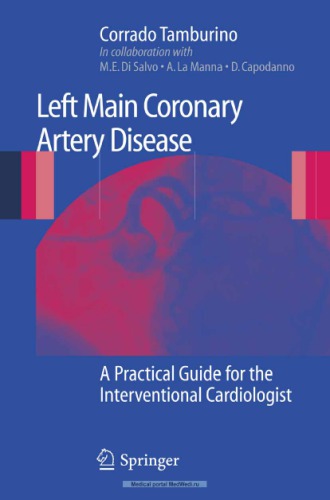 Corrado Tamburino
In collaboration with
M.E. Di Salvo • A. La Manna • D. Capodanno
Left Main Coronary
Artery Disease
A Practical Guide for the
Interventional Cardiologist
Springer
Medical portal MedWedi.ru